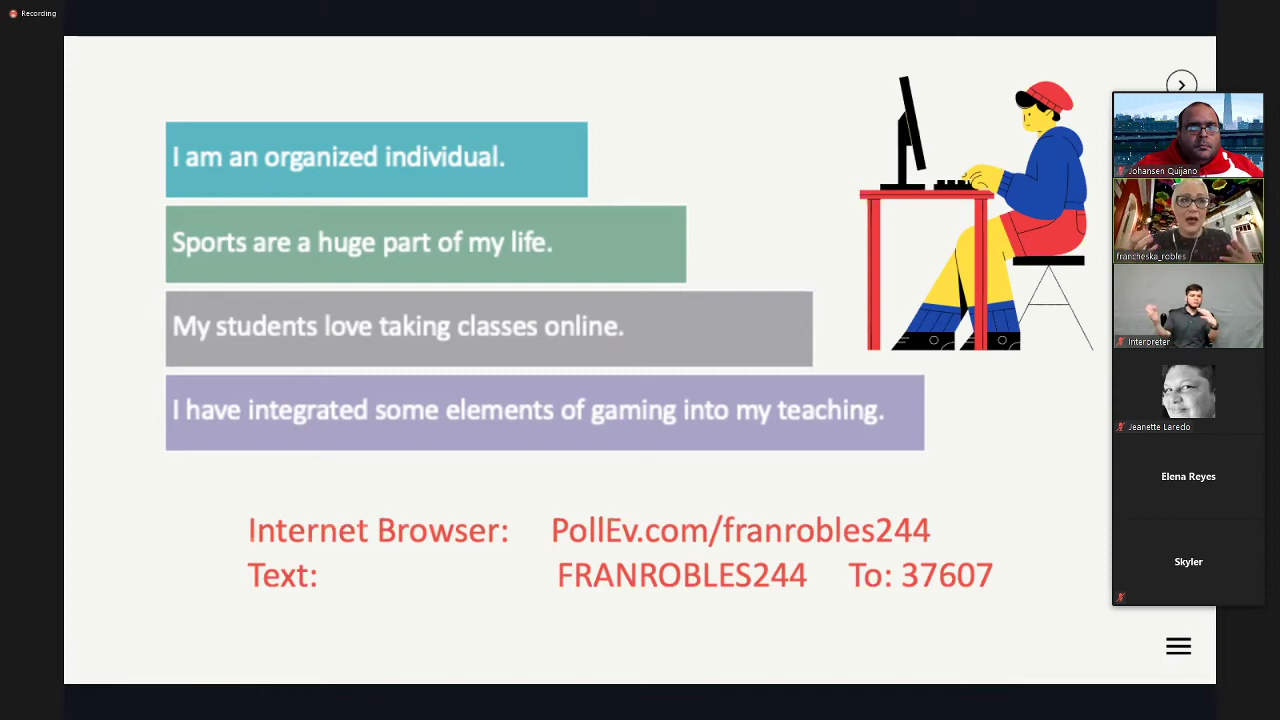 Recording
I am an organized individual.
Sports are a huge part of my life.
My students love taking classes online.
I have integrated some elements of gaming into my teaching.
Internet Browser: PollEv.com/franrobles244
Text: FRANROBLES244 To: 37607
Johansen Quijano
francheska_robles
Interpreter
Jeanette Laredo
Elena Reyes
Skyler